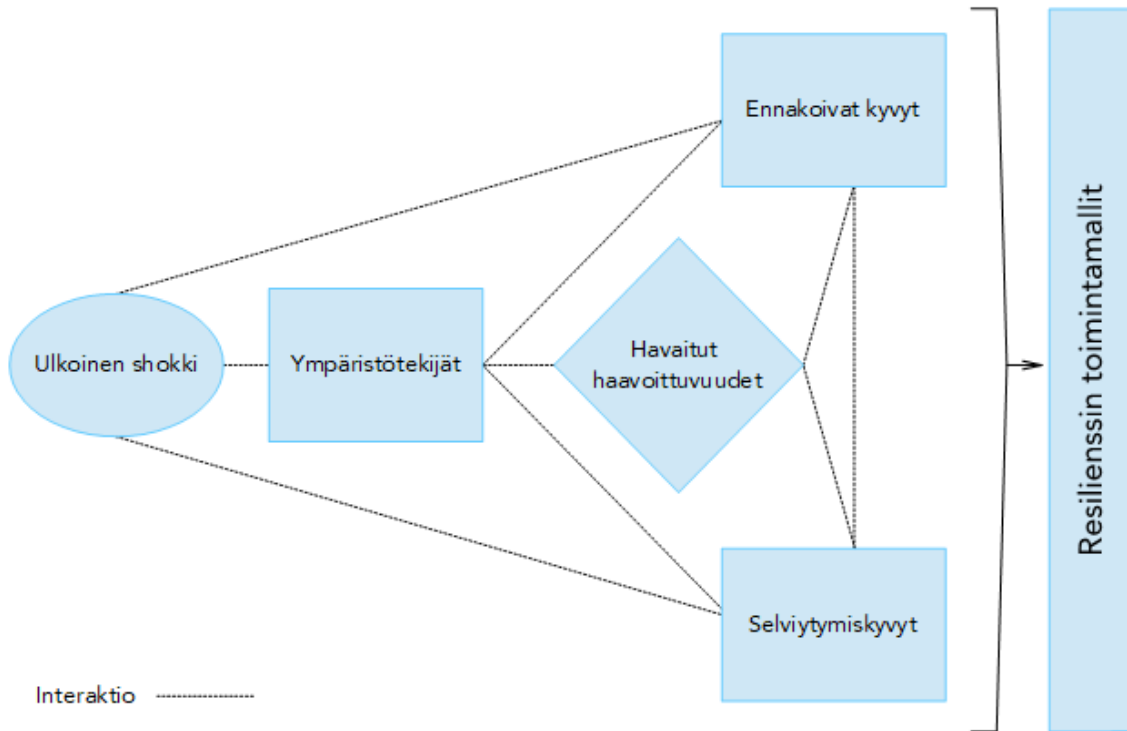 Ennakoivat kyvyt
Ulkoinen shokki
Ympäristötekijät
Havaitut
haavoittuvuudet
Selviytymiskyvyt
Interaktio
Resilienssin toimintamallit